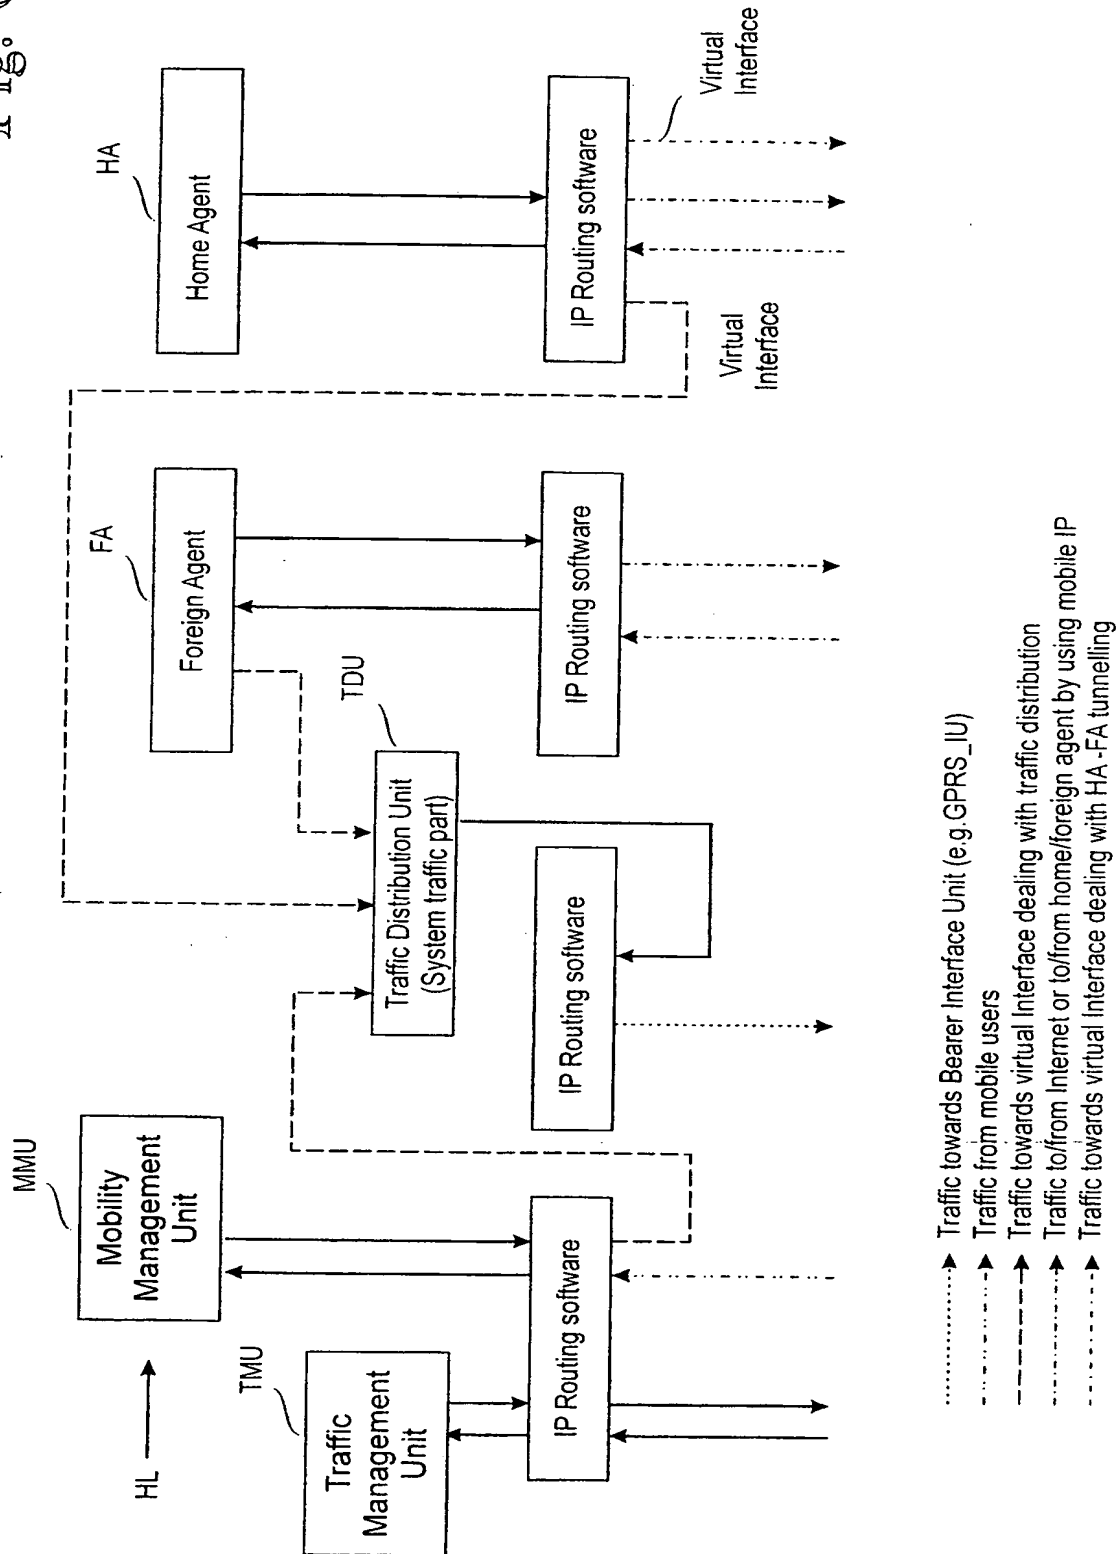 HL
MMU
Mobility
Management
Unit
TMU
Traffic
Management
Unit
IP Routing software
TDU
Traffic Distribution Unit
(System traffic part)
IP Routing software
FA
Foreign Agent
IP Routing software
HA
Home Agent
IP Routing software
Virtual
Interface
Virtual
Interface
Traffic towards Bearer Interface Unit (e.g.GPRS_IU)
Traffic from mobile users
Traffic towards virtual Interface dealing with traffic distribution
Traffic to/from Internet or to/from home/foreign agent by using mobile IP
Traffic towards virtual Interface dealing with HA-FA tunnelling